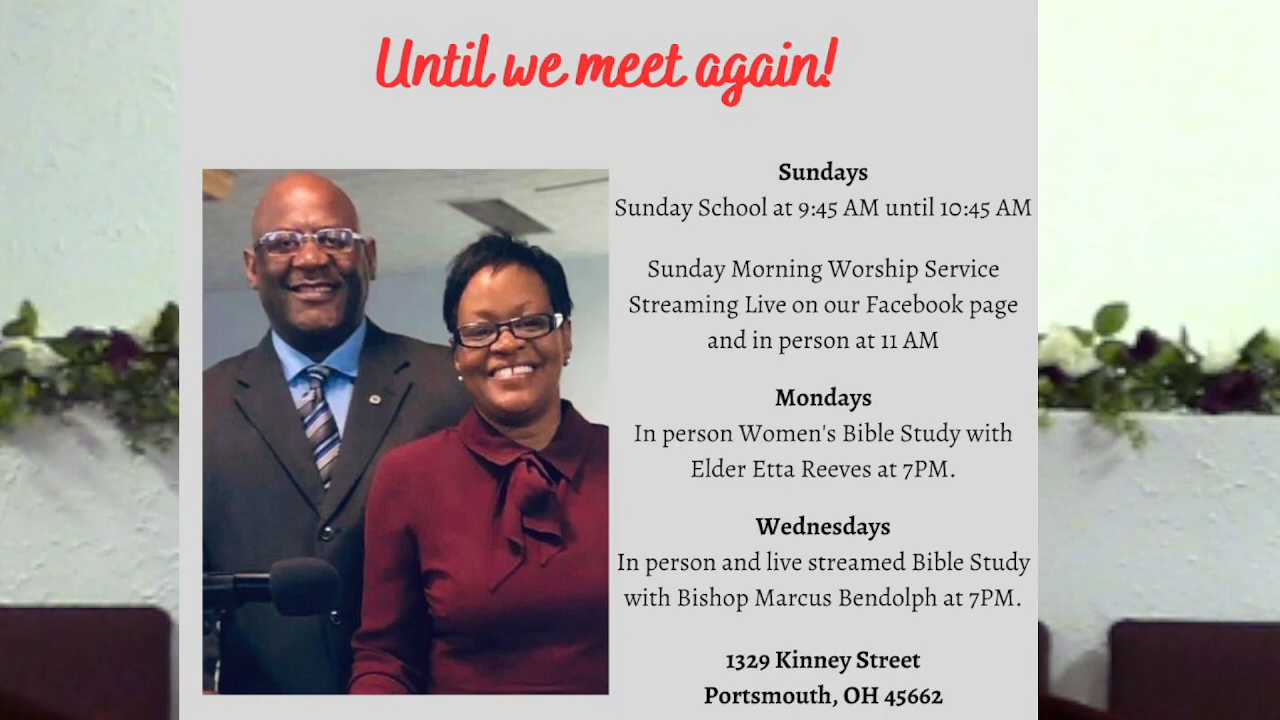 Until we meet again!
Sundays
Sunday School at 9:45 AM until 10:45 AM
Sunday Morning Worship Service
Streaming Live on our Facebook page
and in person at 11 AM
Mondays
In person Women's Bible Study with
Elder Etta Reeves at 7PM.
Wednesdays
In person and live streamed Bible Study
with Bishop Marcus Bendolph at 7PM.
1329 Kinney Street
Portsmouth, OH 45662